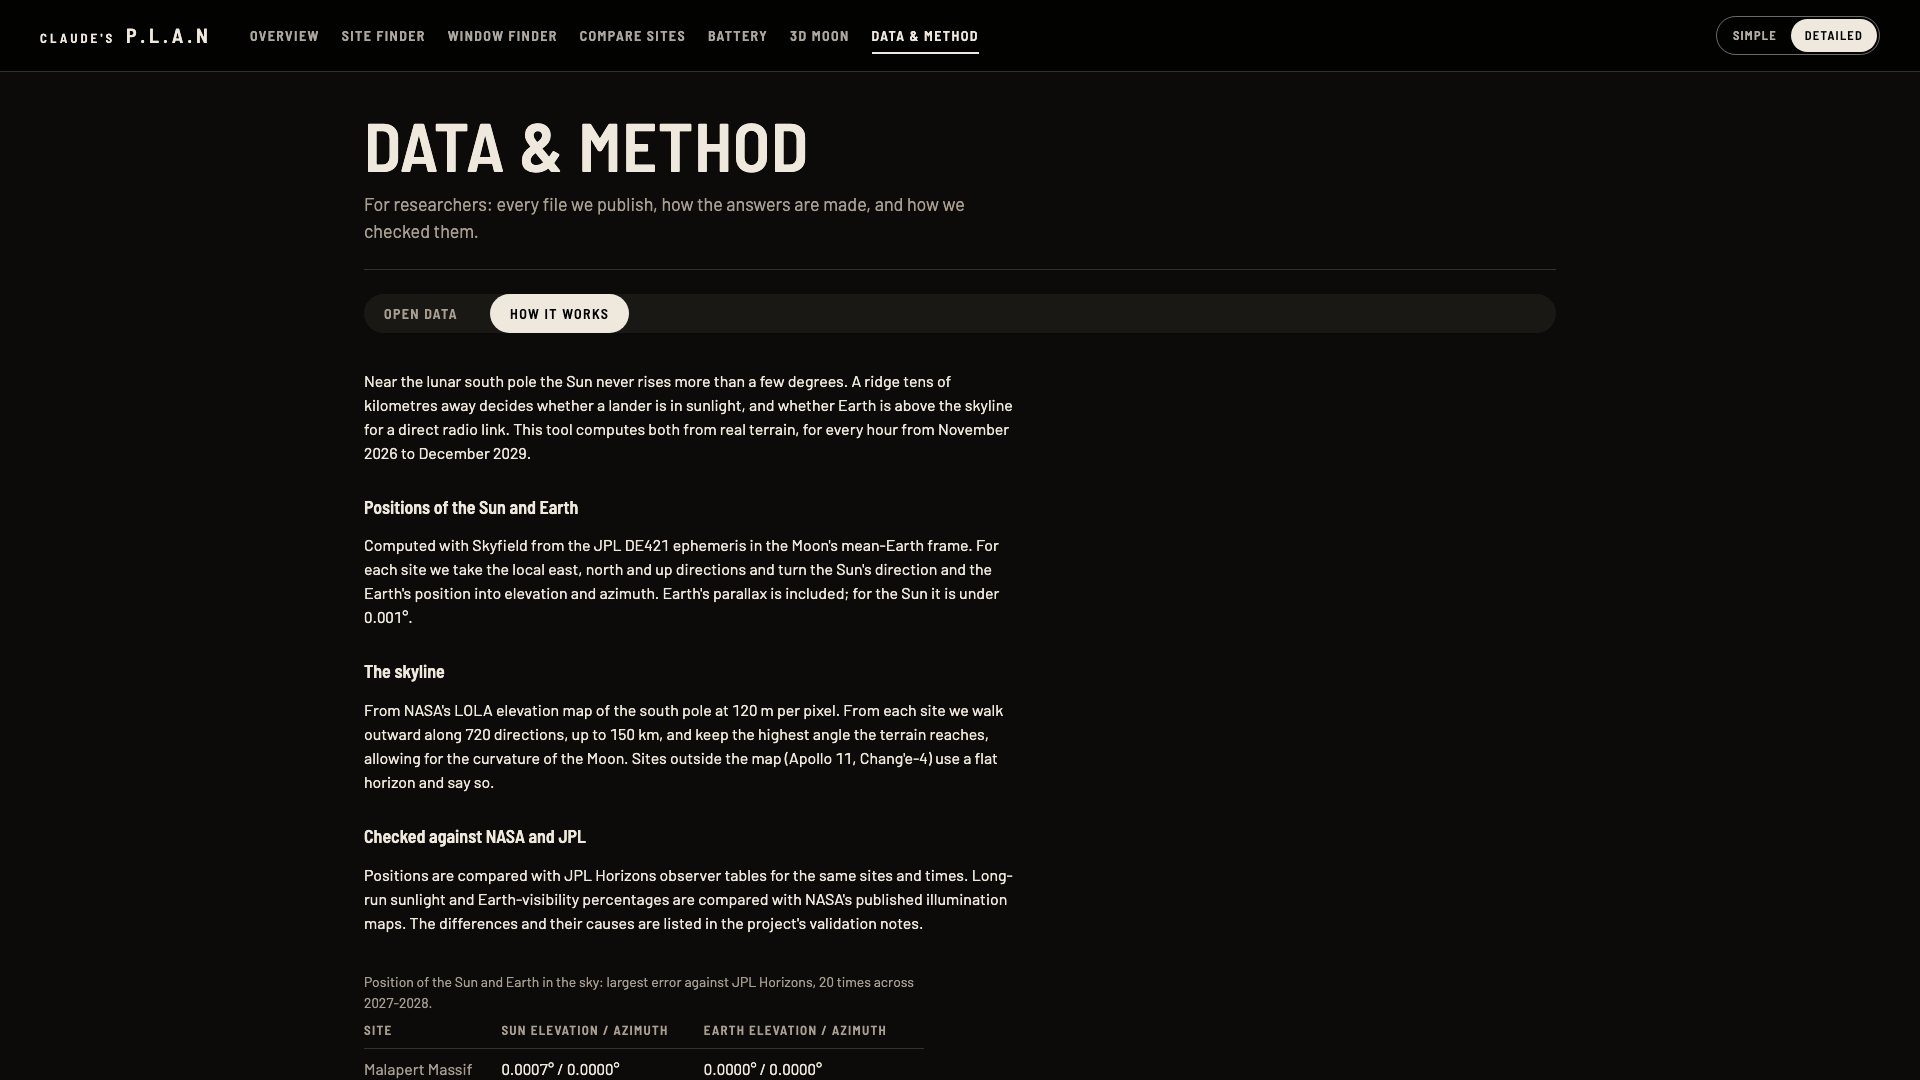 CLAUDE'S P.L.A.N
OVERVIEW SITE FINDER WINDOW FINDER COMPARE SITES BATTERY 3D MOON DATA & METHOD
SIMPLE DETAILED
DATA & METHOD
For researchers: every file we publish, how the answers are made, and how we
checked them.
OPEN DATA HOW IT WORKS
Near the lunar south pole the Sun never rises more than a few degrees. A ridge tens of
kilometres away decides whether a lander is in sunlight, and whether Earth is above the skyline
for a direct radio link. This tool computes both from real terrain, for every hour from November
2026 to December 2029.
Positions of the Sun and Earth
Computed with Skyfield from the JPL DE421 ephemeris in the Moon's mean-Earth frame. For
each site we take the local east, north and up directions and turn the Sun's direction and the
Earth's position into elevation and azimuth. Earth's parallax is included; for the Sun it is under
0.001°.
The skyline
From NASA's LOLA elevation map of the south pole at 120 m per pixel. From each site we walk
outward along 720 directions, up to 150 km, and keep the highest angle the terrain reaches,
allowing for the curvature of the Moon. Sites outside the map (Apollo 11, Chang'e-4) use a flat
horizon and say so.
Checked against NASA and JPL
Positions are compared with JPL Horizons observer tables for the same sites and times. Long-
run sunlight and Earth-visibility percentages are compared with NASA's published illumination
maps. The differences and their causes are listed in the project's validation notes.
Position of the Sun and Earth in the sky: largest error against JPL Horizons, 20 times across
2027-2028.
SITE SUN ELEVATION / AZIMUTH EARTH ELEVATION / AZIMUTH
Malapert Massif 0.0007° / 0.0000° 0.0000° / 0.0000°